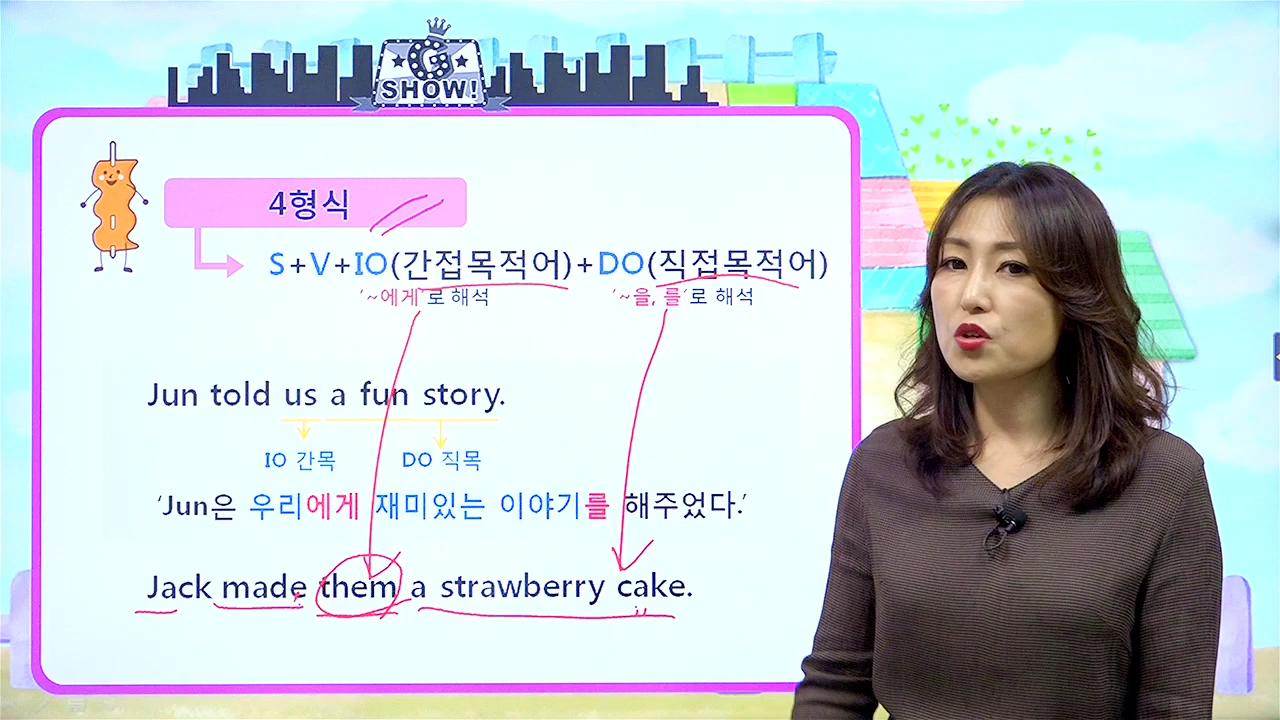 G
SHOW!
4형식
S+V+IO(간접목적어)+DO(직접목적어)
'~에게'로 해석 '~을, 를'로 해석
Jun told us a fun story.
IO 간목 DO 직목
'Jun은 우리에게 재미있는 이야기를 해주었다.'
Jack made them a strawberry cake.